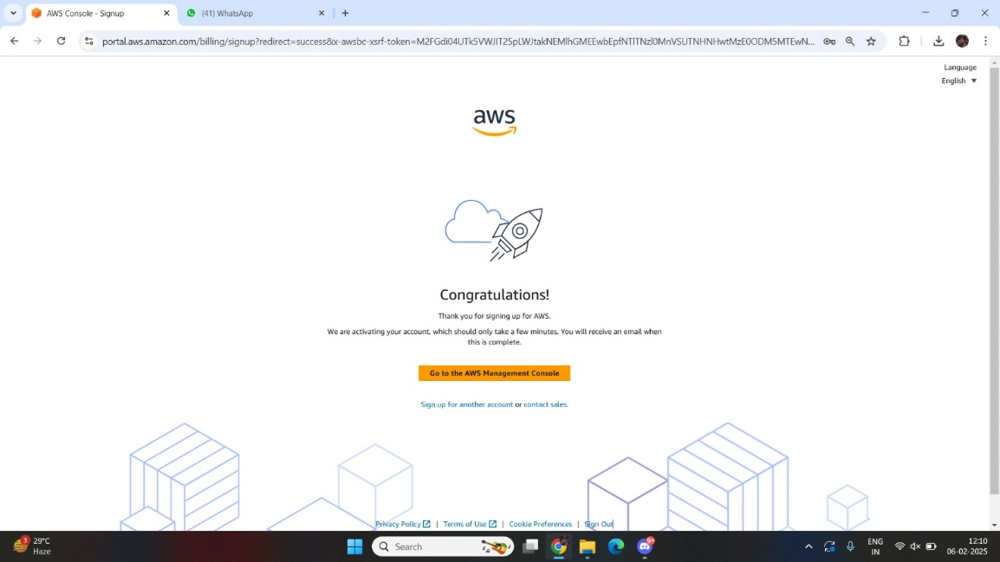 AWS Console - Signup
(41) WhatsApp
portal.aws.amazon.com/billing/signup?redirect=success&x-awsbc-xsrf-token=
Language
English
aws
Congratulations!
Thank you for signing up for AWS.
We are activating your account, which should only take a few minutes. You will receive an email when
this is complete.
Go to the AWS Management Console
Sign up for another account or contact sales.
Privacy Policy | Terms of Use | Cookie Preferences | Sign Out
3
29°C
Haze
Search
9+
ENG
IN
12:10
06-02-2025